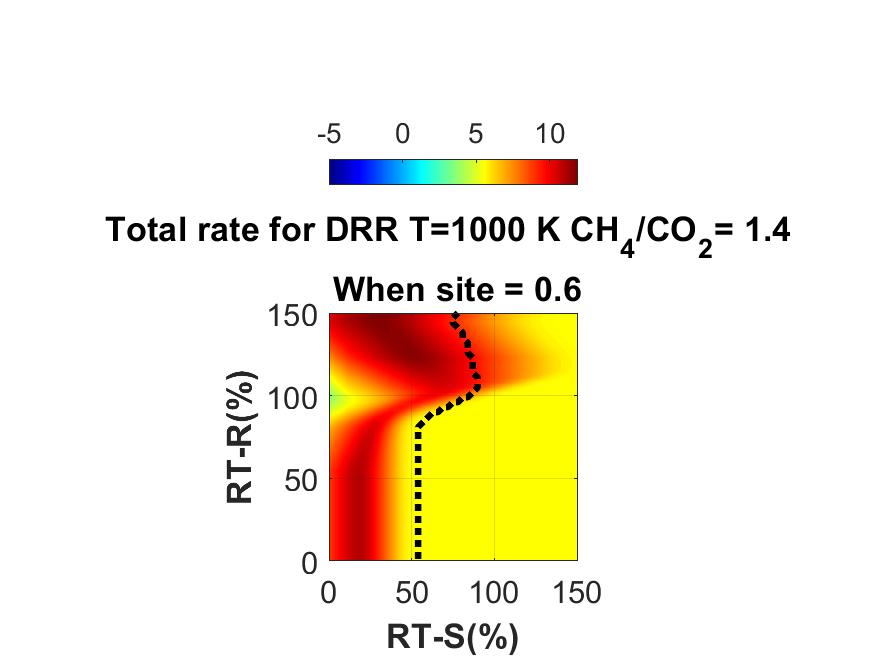 -5 0 5 10
Total rate for DRR T=1000 K CH4/CO2= 1.4
When site = 0.6
150
100
50
0
RT-R(%)
0 50 100 150
RT-S(%)